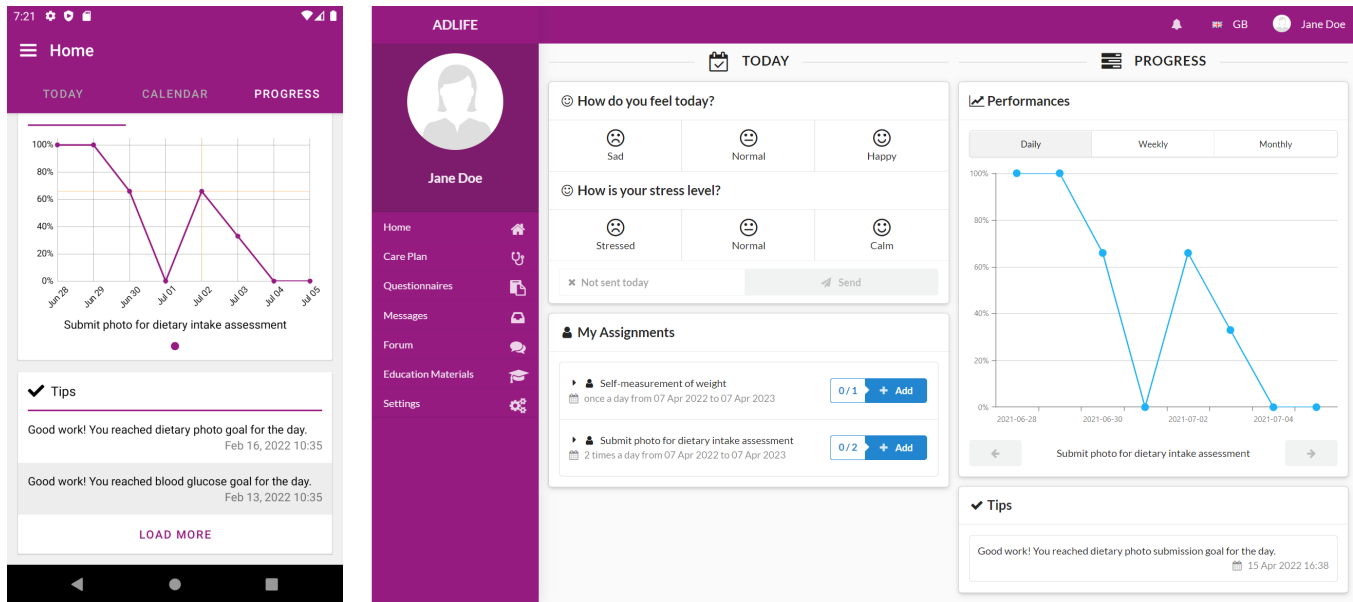 7:21
Home
TODAY CALENDAR PROGRESS
100%
80%
60%
40%
20%
0%
Jun 28 Jun 29 Jun 30 Jul 01 Jul 02 Jul 03 Jul 04 Jul 05
Submit photo for dietary intake assessment
Tips
Good work! You reached dietary photo goal for the day.
Feb 16, 2022 10:35
Good work! You reached blood glucose goal for the day.
Feb 13, 2022 10:35
LOAD MORE
ADLIFE
GB Jane Doe
Jane Doe
Home
Care Plan
Questionnaires
Messages
Forum
Education Materials
Settings
TODAY
How do you feel today?
Sad Normal Happy
How is your stress level?
Stressed Normal Calm
Not sent today Send
My Assignments
Self-measurement of weight
once a day from 07 Apr 2022 to 07 Apr 2023
0 / 1 Add
Submit photo for dietary intake assessment
2 times a day from 07 Apr 2022 to 07 Apr 2023
0 / 2 Add
PROGRESS
Performances
Daily Weekly Monthly
100%
80%
60%
40%
20%
0%
2021-06-28 2021-06-30 2021-07-02 2021-07-04
Submit photo for dietary intake assessment
Tips
Good work! You reached dietary photo submission goal for the day.
15 Apr 2022 16:38